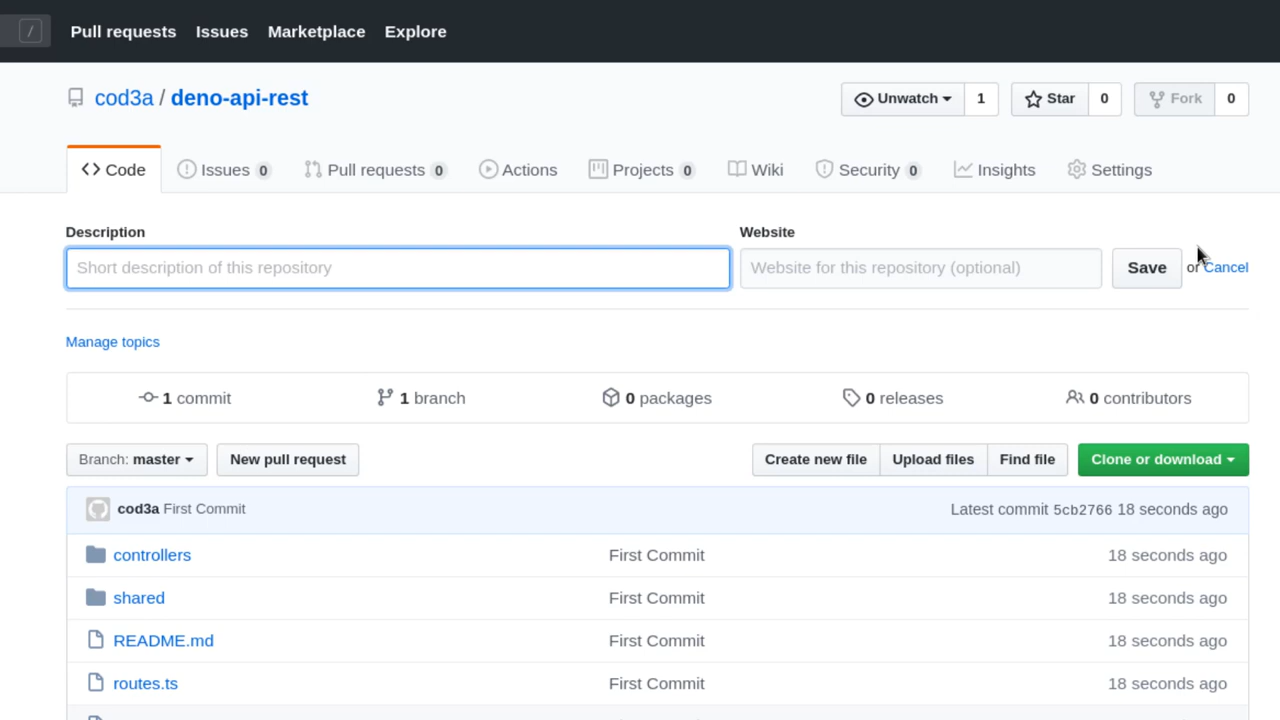 / Pull requests Issues Marketplace Explore
cod3a / deno-api-rest Unwatch 1 Star 0 Fork 0
Code Issues 0 Pull requests 0 Actions Projects 0 Wiki Security 0 Insights Settings
Description Website
Short description of this repository Website for this repository (optional) Save or Cancel
Manage topics
1 commit 1 branch 0 packages 0 releases 0 contributors
Branch: master New pull request Create new file Upload files Find file Clone or download
cod3a First Commit Latest commit 5cb2766 18 seconds ago
controllers First Commit 18 seconds ago
shared First Commit 18 seconds ago
README.md First Commit 18 seconds ago
routes.ts First Commit 18 seconds ago